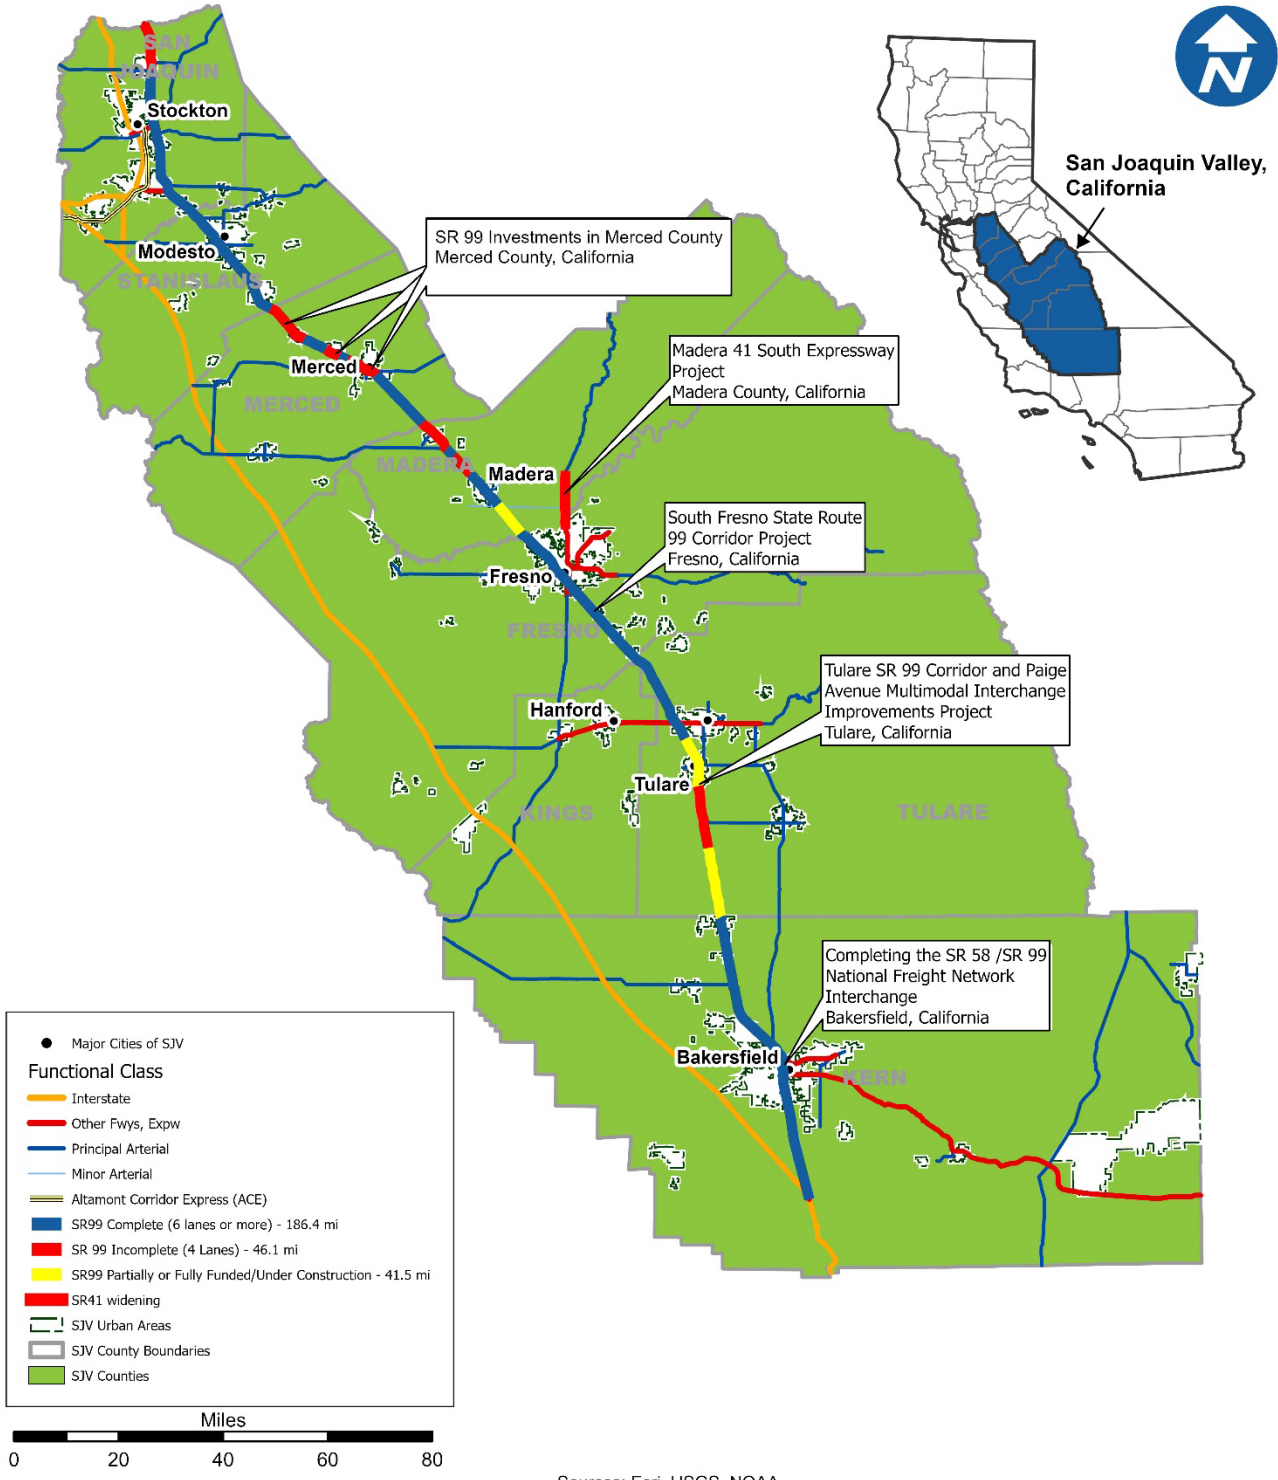 N
San Joaquin Valley,
California
SAN
JOAQUIN
Stockton
Modesto
STANISLAUS
SR 99 Investments in Merced County
Merced County, California
Merced
MERCED
Madera 41 South Expressway
Project
Madera County, California
MADERA
Madera
South Fresno State Route
99 Corridor Project
Fresno, California
Fresno
FRESNO
Tulare SR 99 Corridor and Paige
Avenue Multimodal Interchange
Improvements Project
Tulare, California
Hanford
Tulare
KINGS
TULARE
Completing the SR 58 /SR 99
National Freight Network
Interchange
Bakersfield, California
Bakersfield
KERN
Major Cities of SJV
Functional Class
Interstate
Other Fwys, Expw
Principal Arterial
Minor Arterial
Altamont Corridor Express (ACE)
SR99 Complete (6 lanes or more) - 186.4 mi
SR 99 Incomplete (4 Lanes) - 46.1 mi
SR99 Partially or Fully Funded/Under Construction - 41.5 mi
SR41 widening
SJV Urban Areas
SJV County Boundaries
SJV Counties
Miles
0 20 40 60 80
Sources: Esri, USGS, NOAA